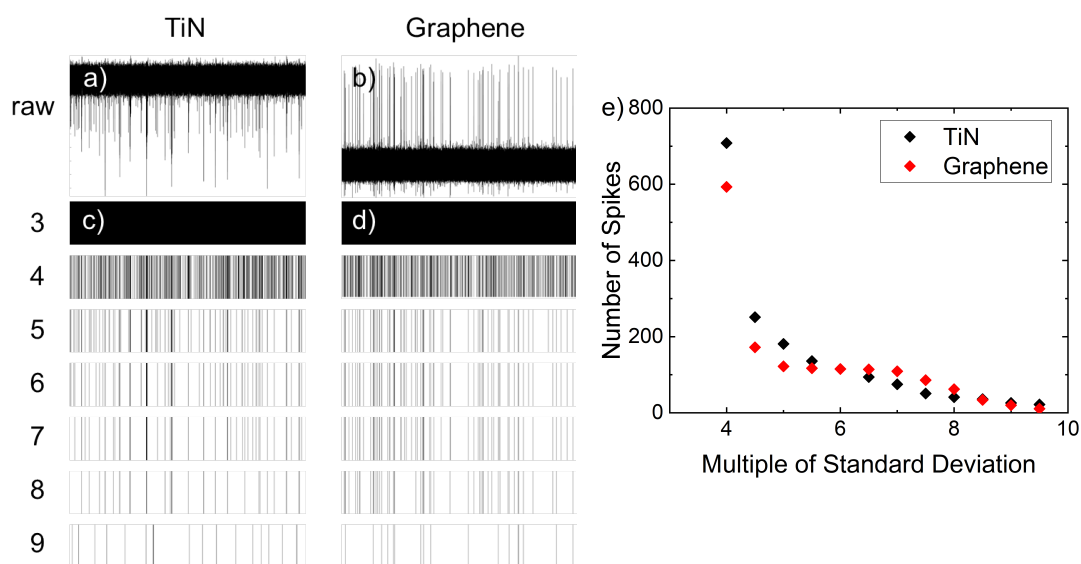 TiN Graphene
raw a) b)
3 c) d)
4
5
6
7
8
9
e) 800
600
400
200
0
4 6 8 10
Number of Spikes
Multiple of Standard Deviation
TiN
Graphene